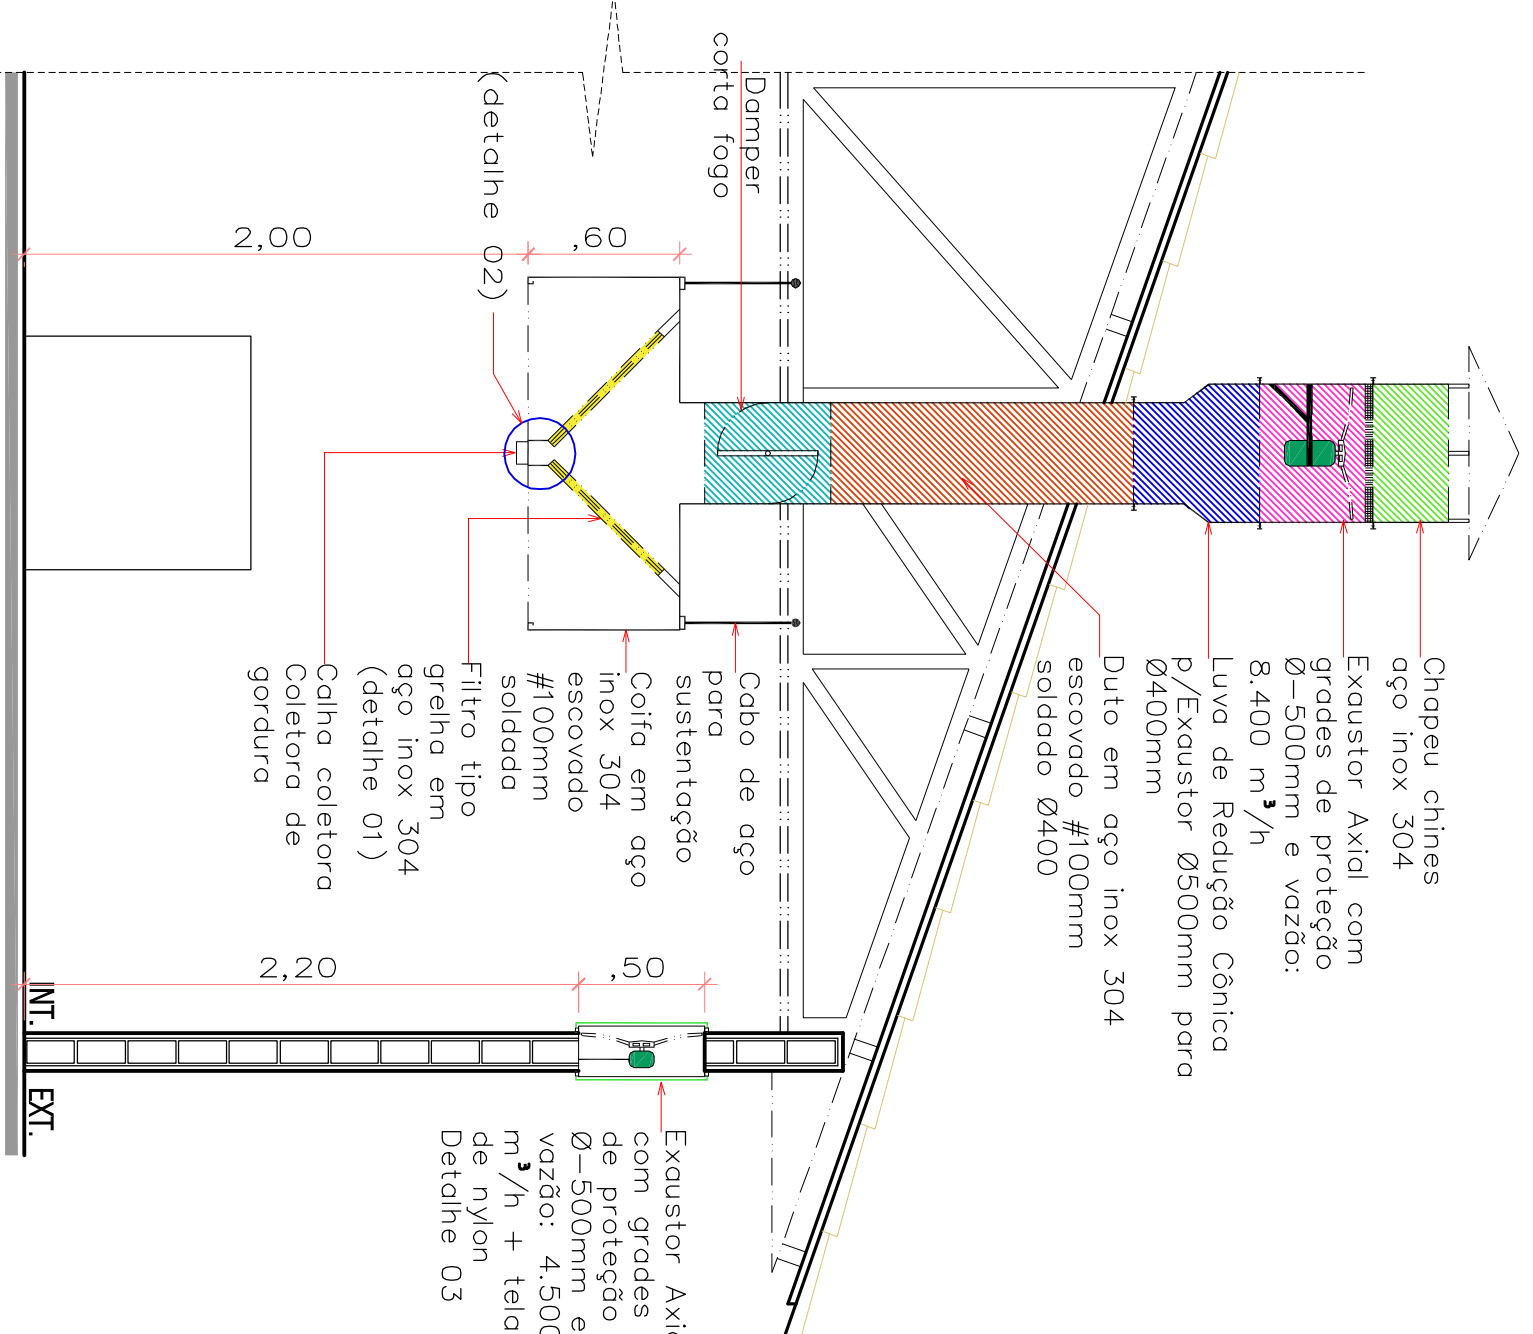 Damper
corta fogo
(detalhe 02)
2,00
,60
Chapeu chines
aço inox 304
Exaustor Axial com
grades de proteção
Ø-500mm e vazão:
8.400 m³/h
Luva de Redução Cônica
p/Exaustor Ø500mm para
Ø400mm
Duto em aço inox 304
escovado #100mm
soldado Ø400
Cabo de aço
para
sustentação
Coifa em aço
inox 304
escovado
#100mm
soldada
Filtro tipo
grelha em
aço inox 304
(detalhe 01)
Calha coletora
Coletora de
gordura
2,20
,50
INT.
EXT.
Exaustor
com grades
de proteção
Ø-500mm e
vazão: 4.500
m³/h + tela
de nylon
Detalhe 03